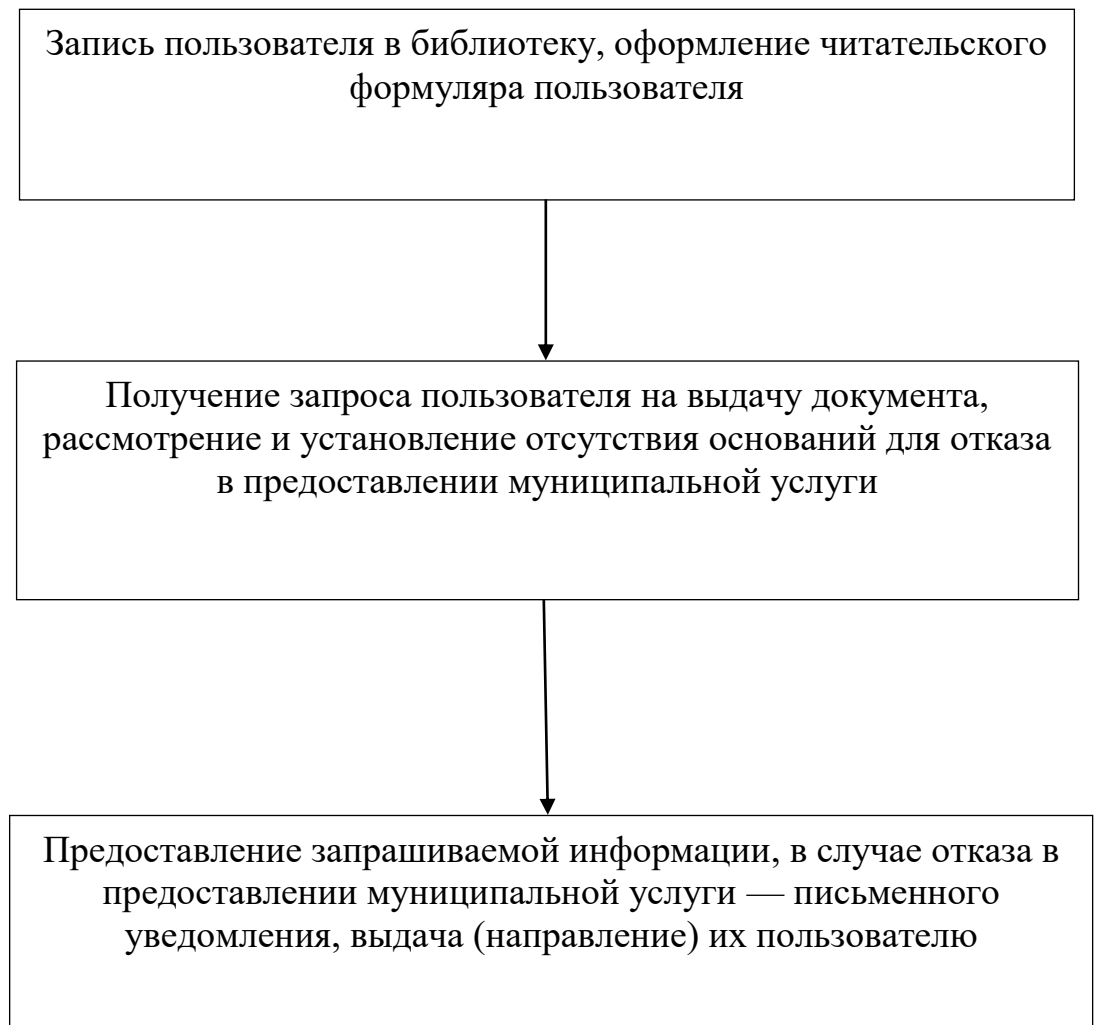 Запись пользователя в библиотеку, оформление читательского
формуляра пользователя
Получение запроса пользователя на выдачу документа,
рассмотрение и установление отсутствия оснований для отказа
в предоставлении муниципальной услуги
Предоставление запрашиваемой информации, в случае отказа в
предоставлении муниципальной услуги — письменного
уведомления, выдача (направление) их пользователю